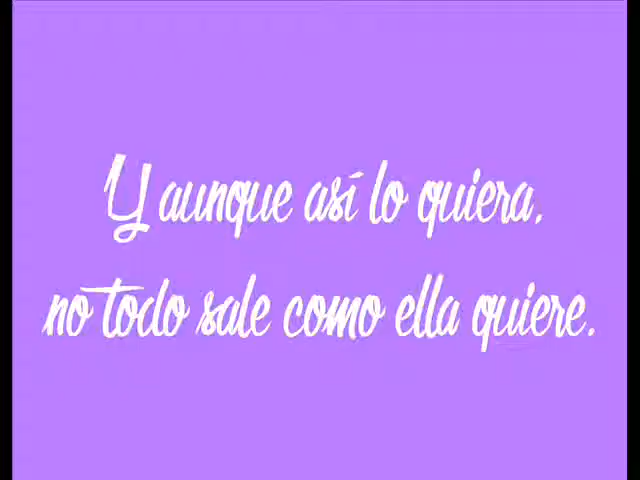 Y aunque así lo quiera,
no todo sale como ella quiere.